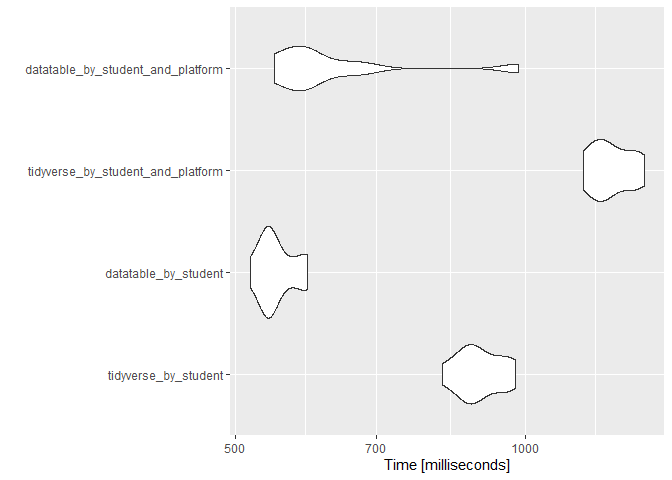 datatable_by_student_and_platform
tidyverse_by_student_and_platform
datatable_by_student
tidyverse_by_student
500 700 1000
Time [milliseconds]